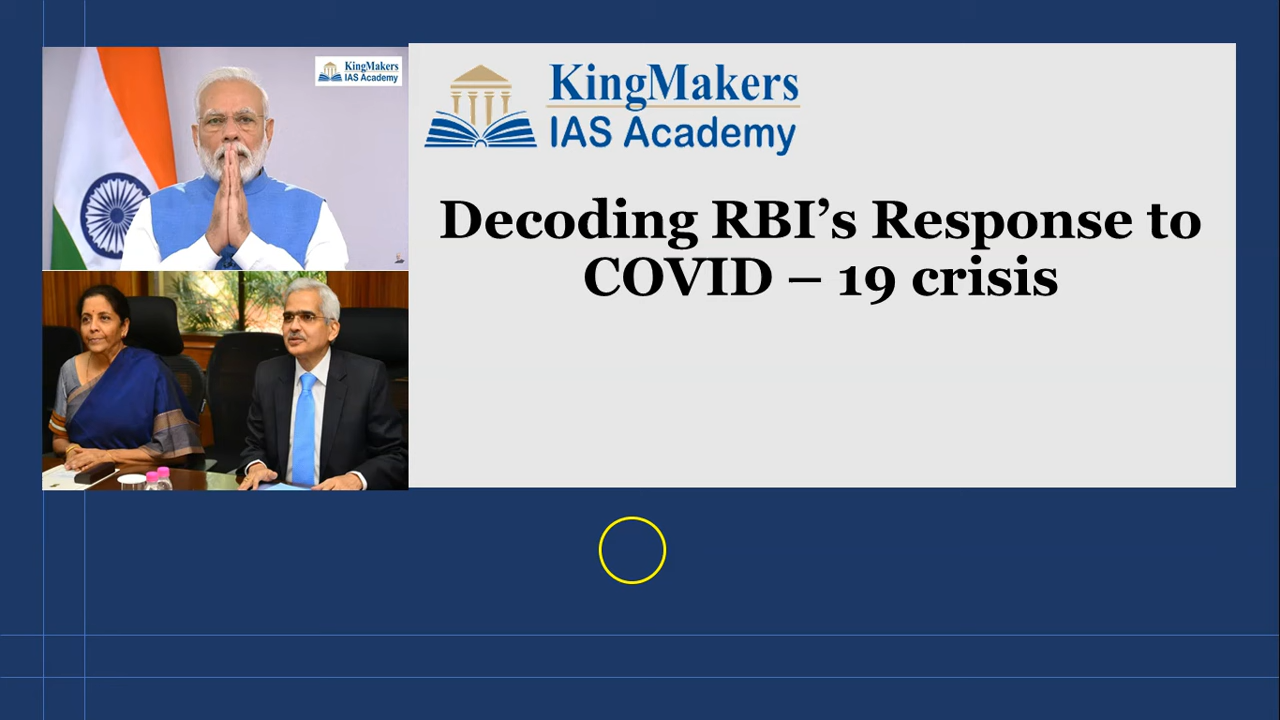 KingMakers
IAS Academy
KingMakers
IAS Academy
Decoding RBI’s Response to
COVID – 19 crisis